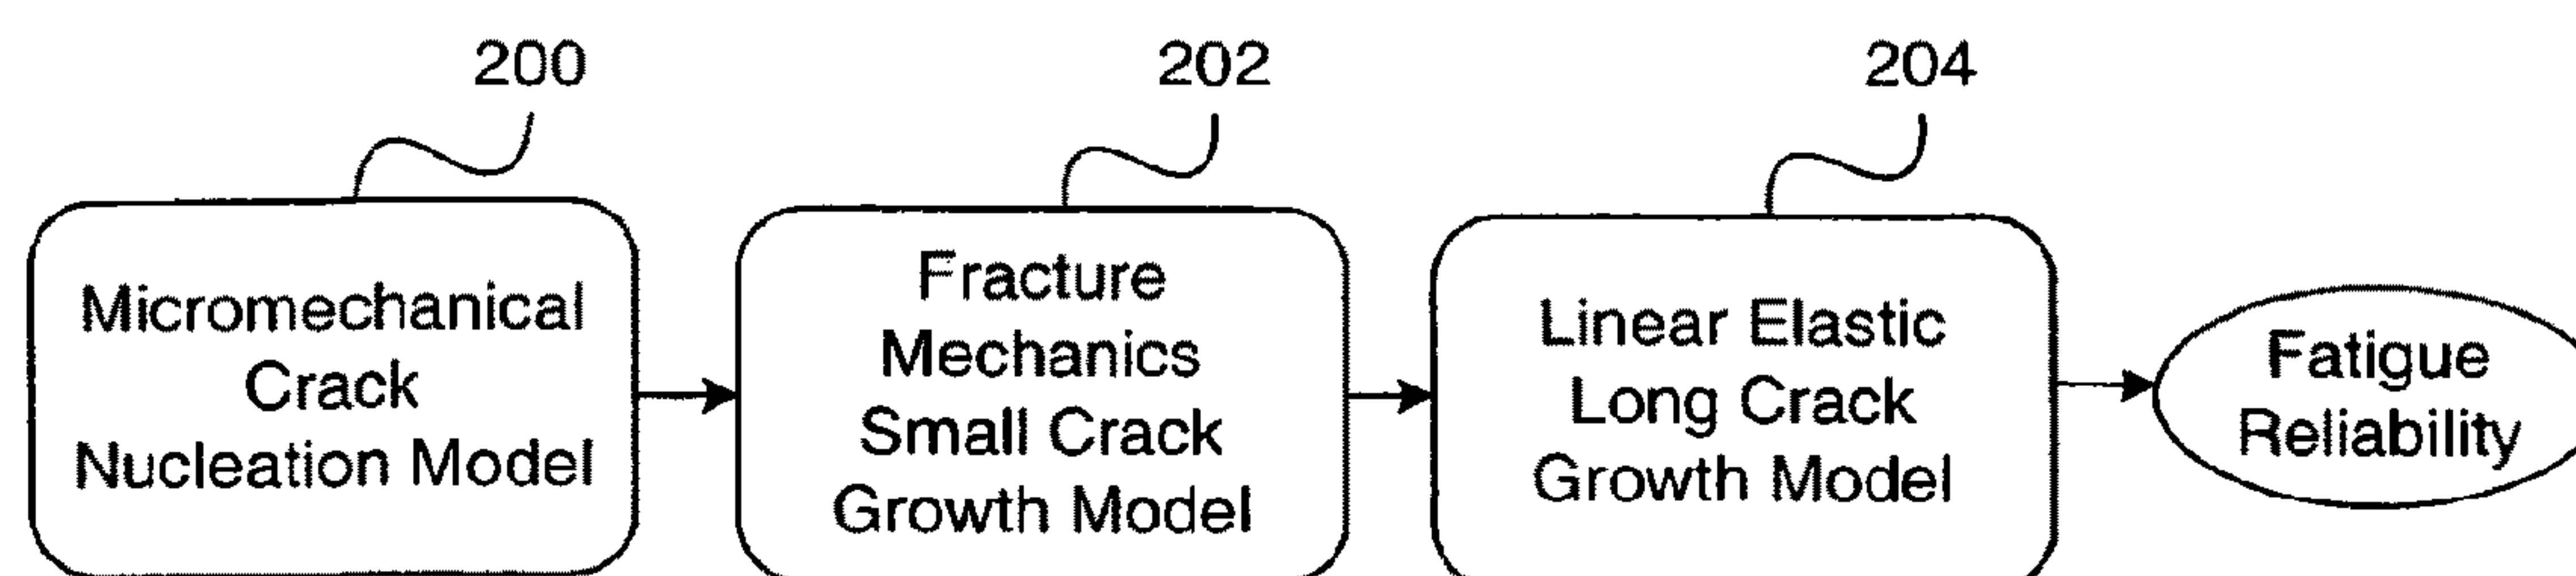 200
202
204
Micromechanical
Crack
Nucleation Model
Fracture
Mechanics
Small Crack
Growth Model
Linear Elastic
Long Crack
Growth Model
Fatigue
Reliability